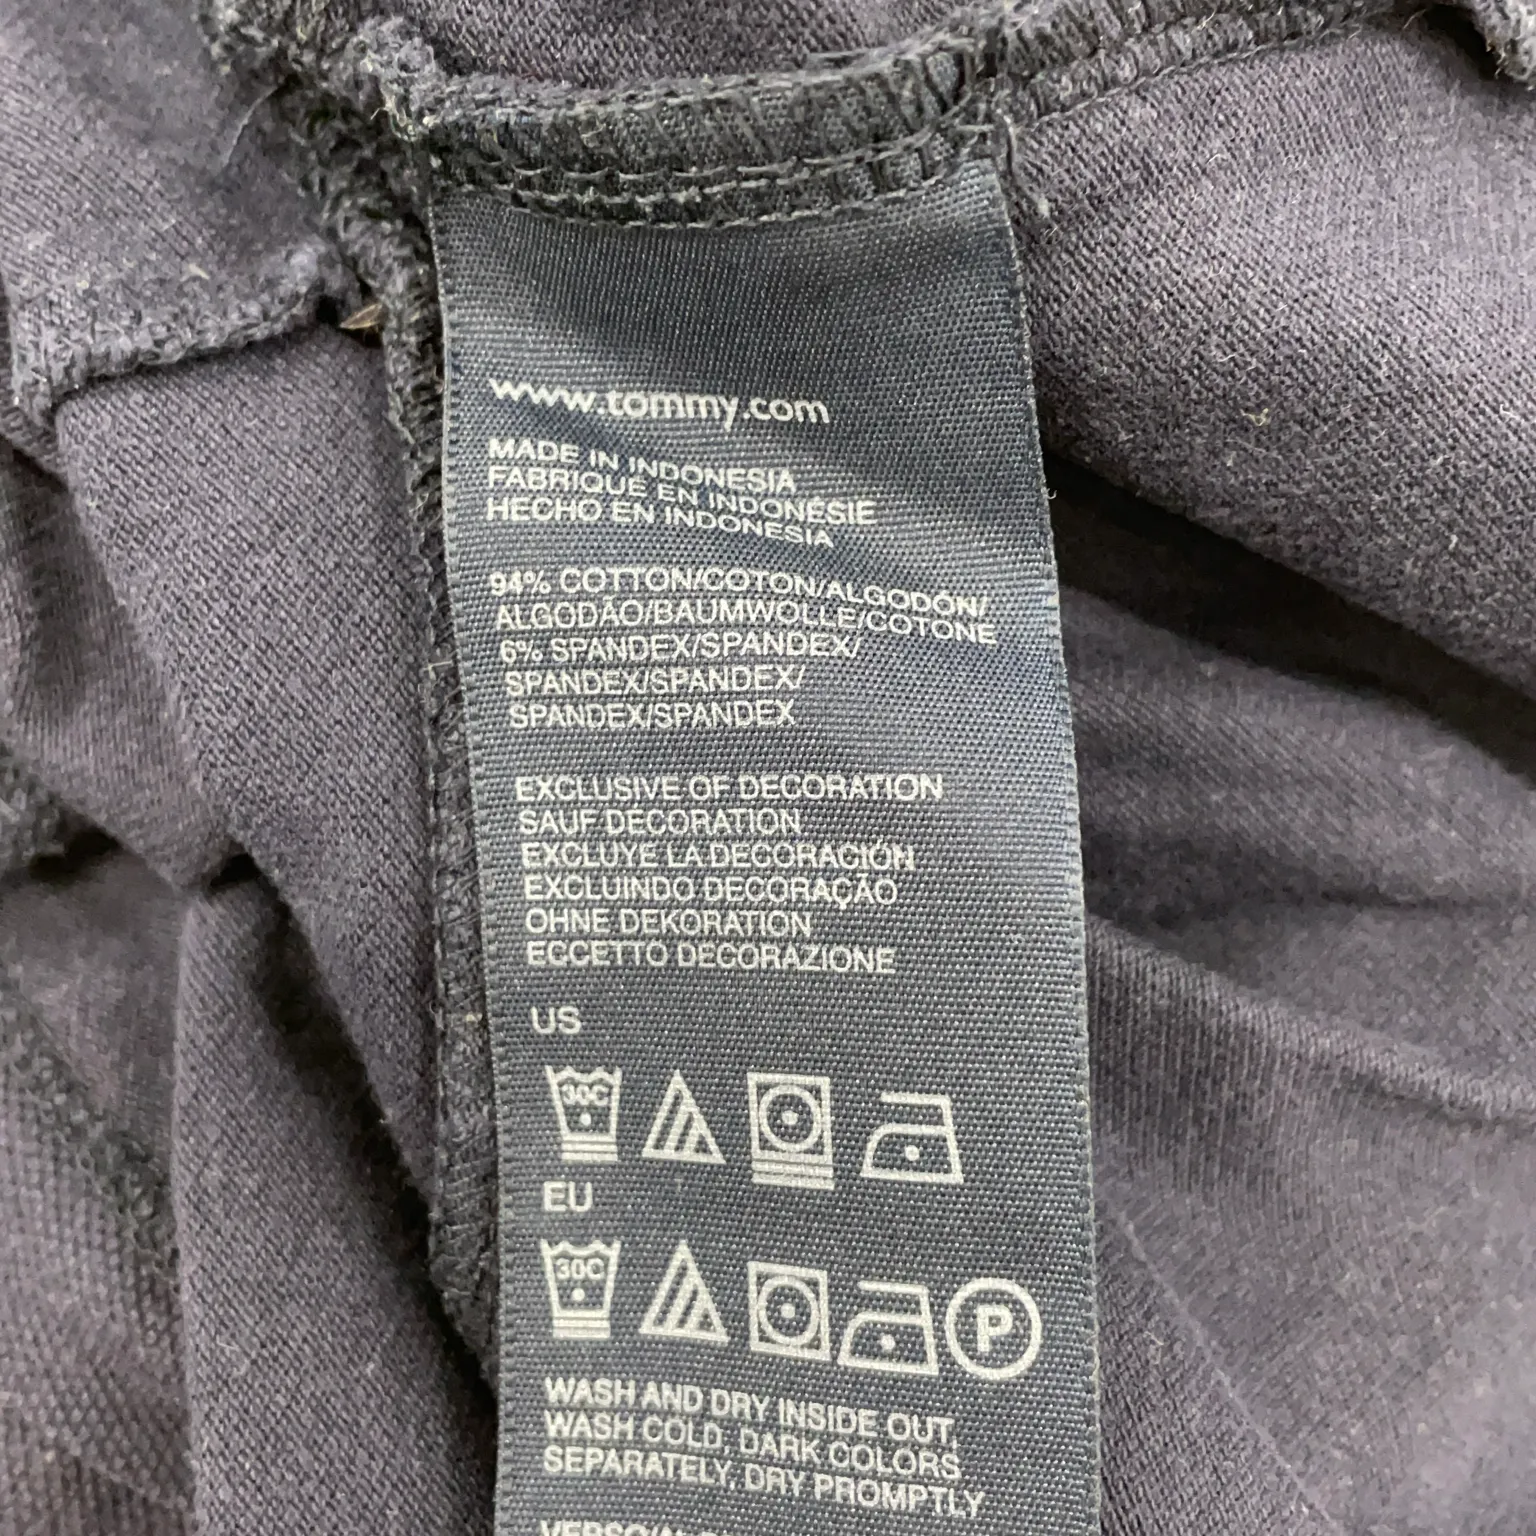 www.tommy.com
MADE IN INDONESIA
FABRIQUE EN INDONÉSIE
HECHO EN INDONESIA
94% COTTON/COTON/ALGODÓN/
ALGODÃO/BAUMWOLLE/COTONE
6% SPANDEX/SPANDEX/
SPANDEX/SPANDEX/
SPANDEX/SPANDEX
EXCLUSIVE OF DECORATION
SAUF DECORATION
EXCLUYE LA DECORACIÓN
EXCLUINDO DECORAÇÃO
OHNE DEKORATION
ECCETTO DECORAZIONE
US
30C
EU
30C P
WASH AND DRY INSIDE OUT,
WASH COLD, DARK COLORS
SEPARATELY, DRY PROMPTLY